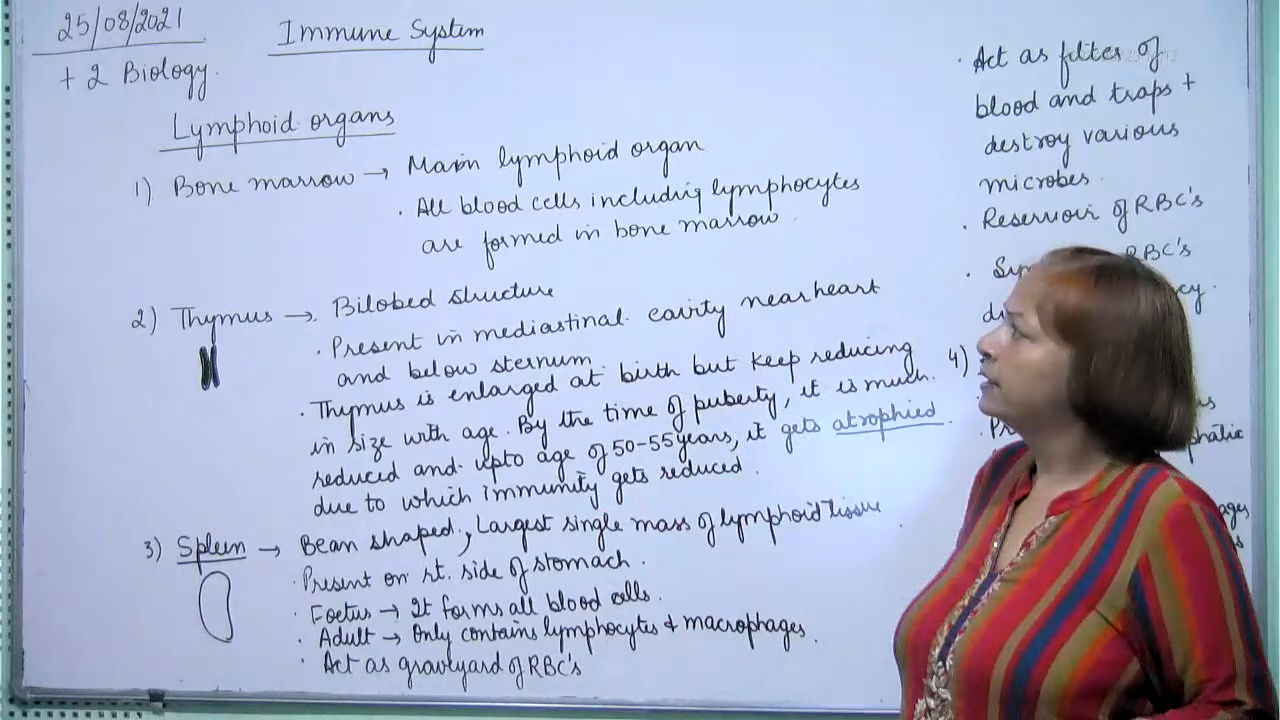 25/08/2021
+ 2 Biology.
Immune System
Lymphoid organs
1) Bone marrow → Main lymphoid organ
. All blood cells including lymphocytes
are formed in bone marrow.
2) Thymus → . Bilobed structure
. Present in mediastinal cavity near heart
and below sternum
. Thymus is enlarged at birth but keep reducing
in size with age. By the time of puberty, it is much.
reduced and upto age of 50-55 years, it gets atrophied.
due to which immunity gets reduced.
3) Spleen → Bean shaped, Largest single mass of lymphoid tissue.
. Present on rt. side of stomach.
. Foetus → It forms all blood cells.
. Adult → Only contains lymphocytes + macrophages.
. Act as graveyard of RBC's
. Act as filter of
blood and traps +
destroy various
microbes.
. Reservoir of RBC's
. RBC's
4)